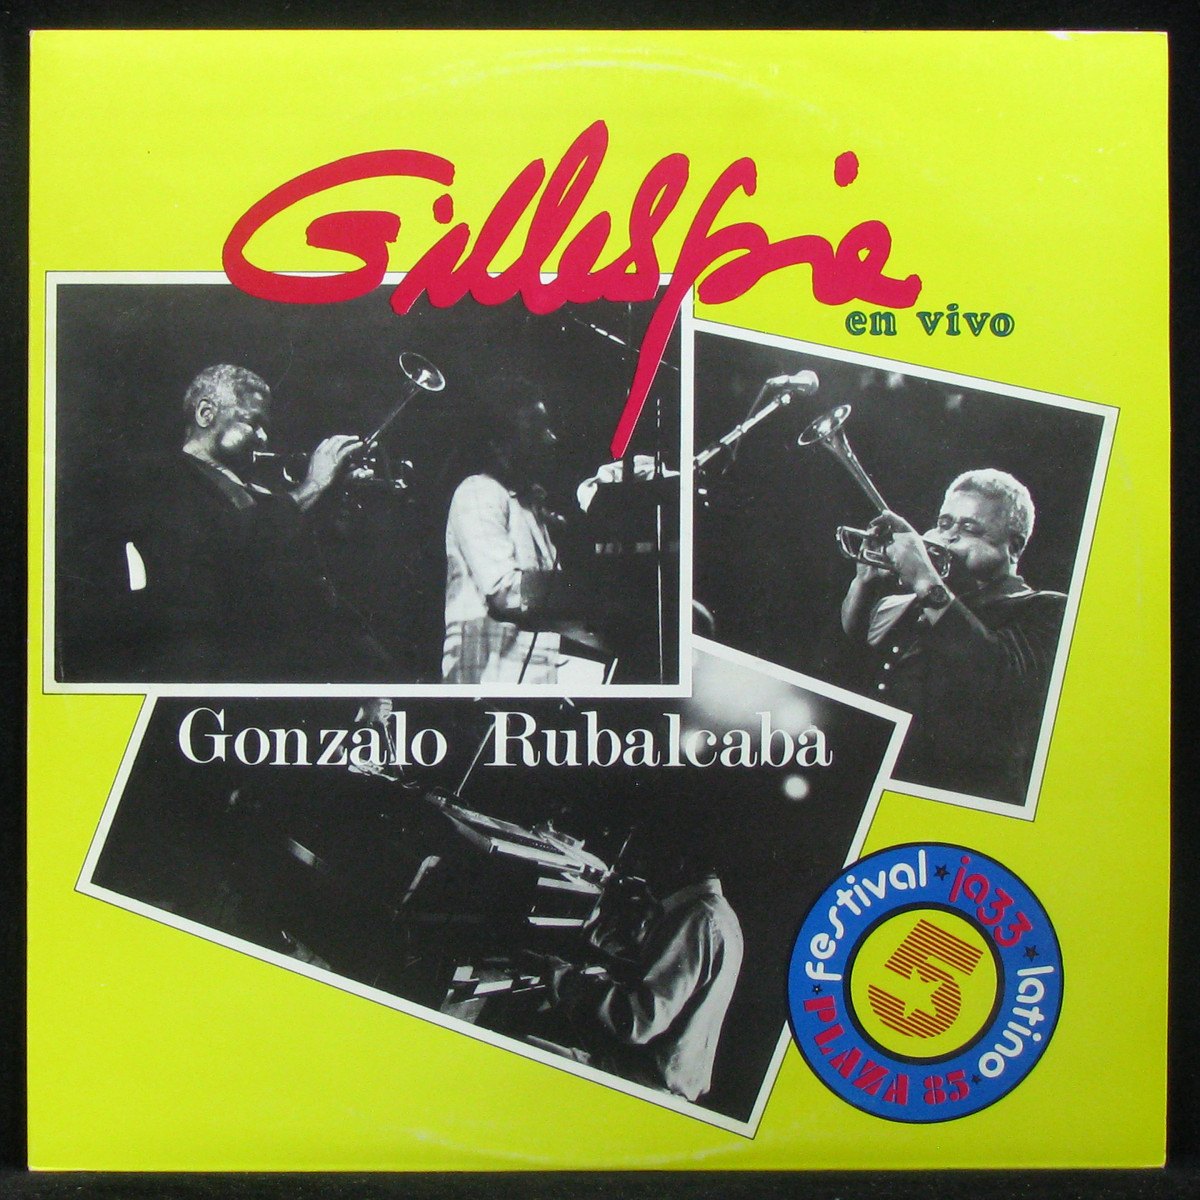 Gillespie
en vivo
Gonzalo Rubalcaba
festival ★ jazz ★ latino ★ PLAZA 85 ★
5